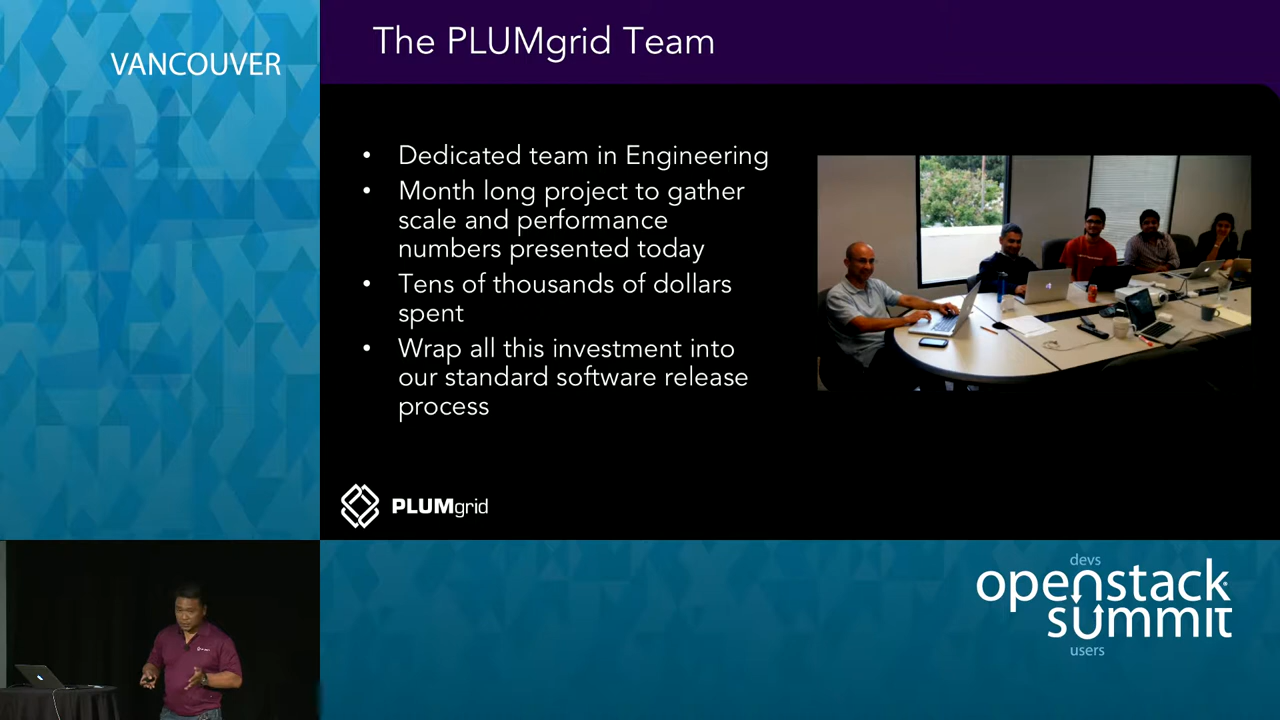 VANCOUVER
The PLUMgrid Team
• Dedicated team in Engineering
• Month long project to gather
scale and performance
numbers presented today
• Tens of thousands of dollars
spent
• Wrap all this investment into
our standard software release
process
PLUMgrid
devs
openstack
summit
users